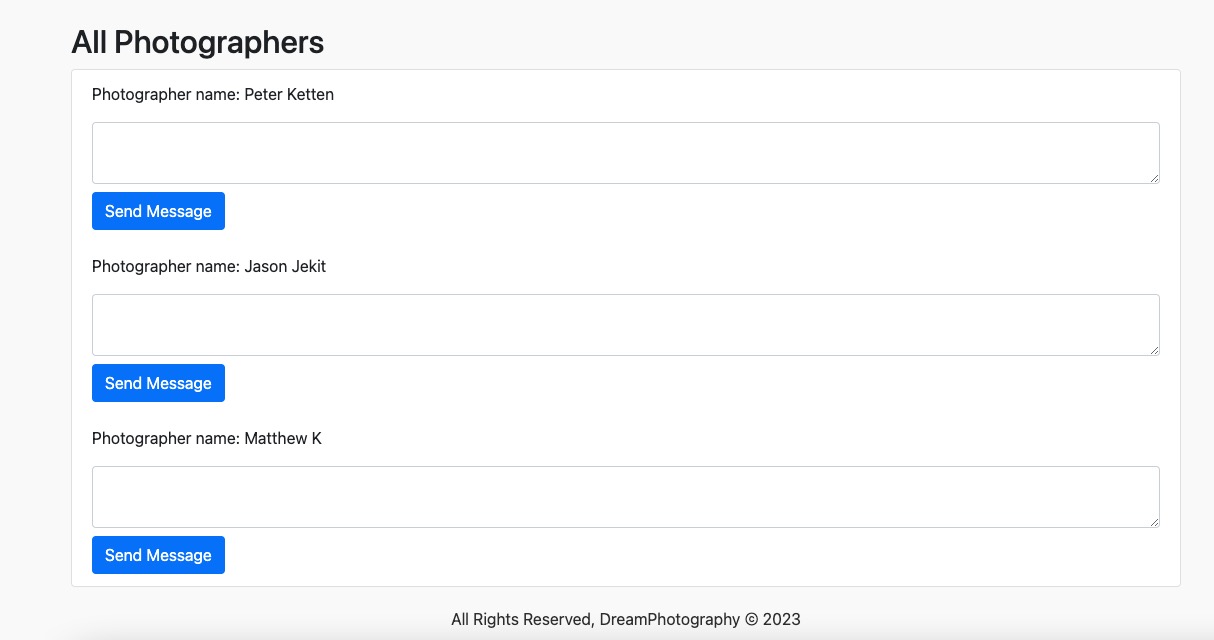 All Photographers
Photographer name: Peter Ketten
Send Message
Photographer name: Jason Jekit
Send Message
Photographer name: Matthew K
Send Message
All Rights Reserved, DreamPhotography © 2023